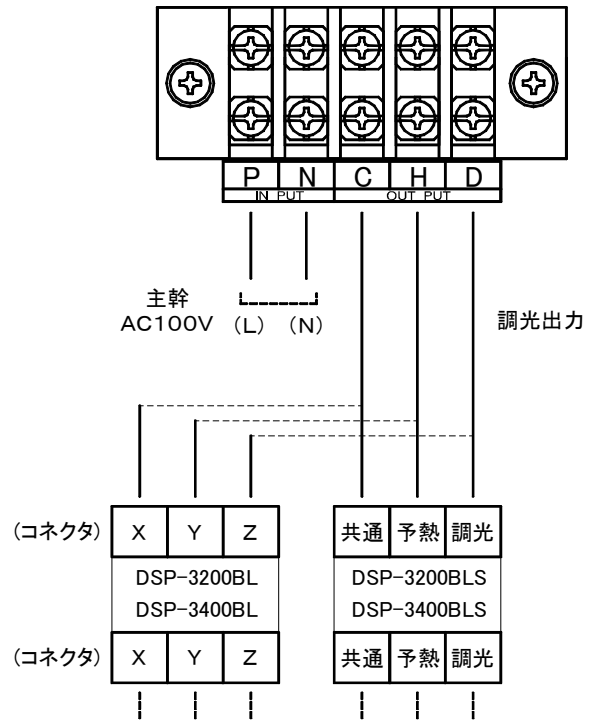 P N C H D
IN PUT OUT PUT
主幹
AC100V (L) (N)
調光出力
(コネクタ) X Y Z 共通 予熱 調光
DSP-3200BL DSP-3200BLS
DSP-3400BL DSP-3400BLS
(コネクタ) X Y Z 共通 予熱 調光